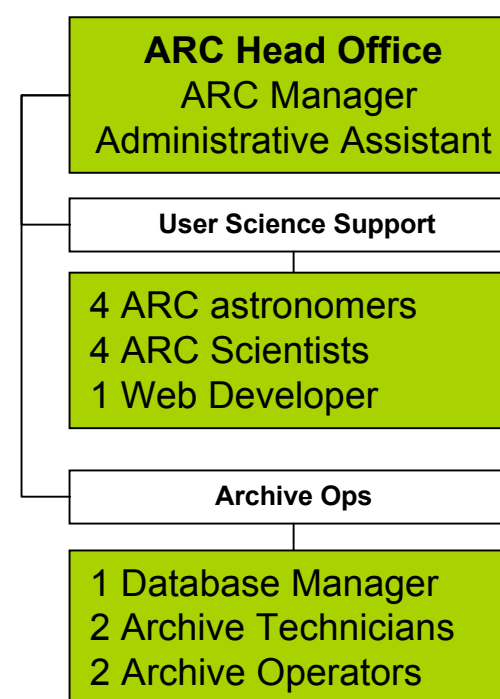 ARC Head Office
ARC Manager
Administrative Assistant
User Science Support
4 ARC astronomers
4 ARC Scientists
1 Web Developer
Archive Ops
1 Database Manager
2 Archive Technicians
2 Archive Operators